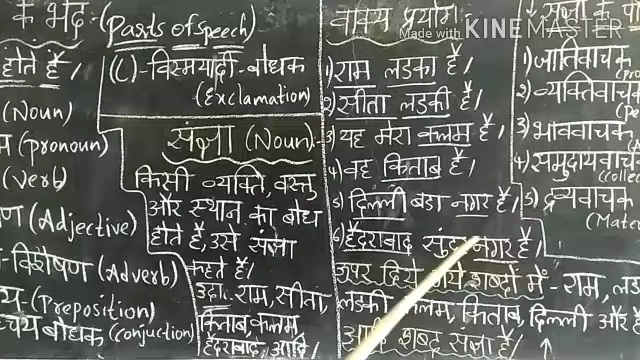 के भेद (Parts of speech)
होते हैं।
(Noun)
(pronoun)
(Verb)
(Adjective)
विशेषण (Adverb)
(Preposition)
बोधक (conjuction)
(C)-विस्मयार्दी-बोधक
(Exclamation)
संज्ञा (Noun)
किसी व्यक्ति, वस्तु
और स्थान का बोध
होते है, उसे संज्ञा
कहते हैं।
उदा:- राम, सीता,
किताब, कलम,
हैदराबाद, आदि
वाक्य प्रयोग
1) राम लडका है।
2) सीता लडकी है।
3) यह मेरा कलम है।
4) वह किताब है।
5) दिल्ली बडा नगर है।
6) हैदराबाद सुंदर नगर है।
ऊपर दिये गये शब्दों में - राम, लड
लडकी कलम, किताब, दिल्ली और है
आदि शब्द संज्ञा है।
संज्ञा के
1) जातिवाचक
2) व्यक्तिवाचक
3) भाववाचक
4) समुदायवाच
(Collec
5) द्रव्यवाचक
(Mater
Made with KINEMASTER